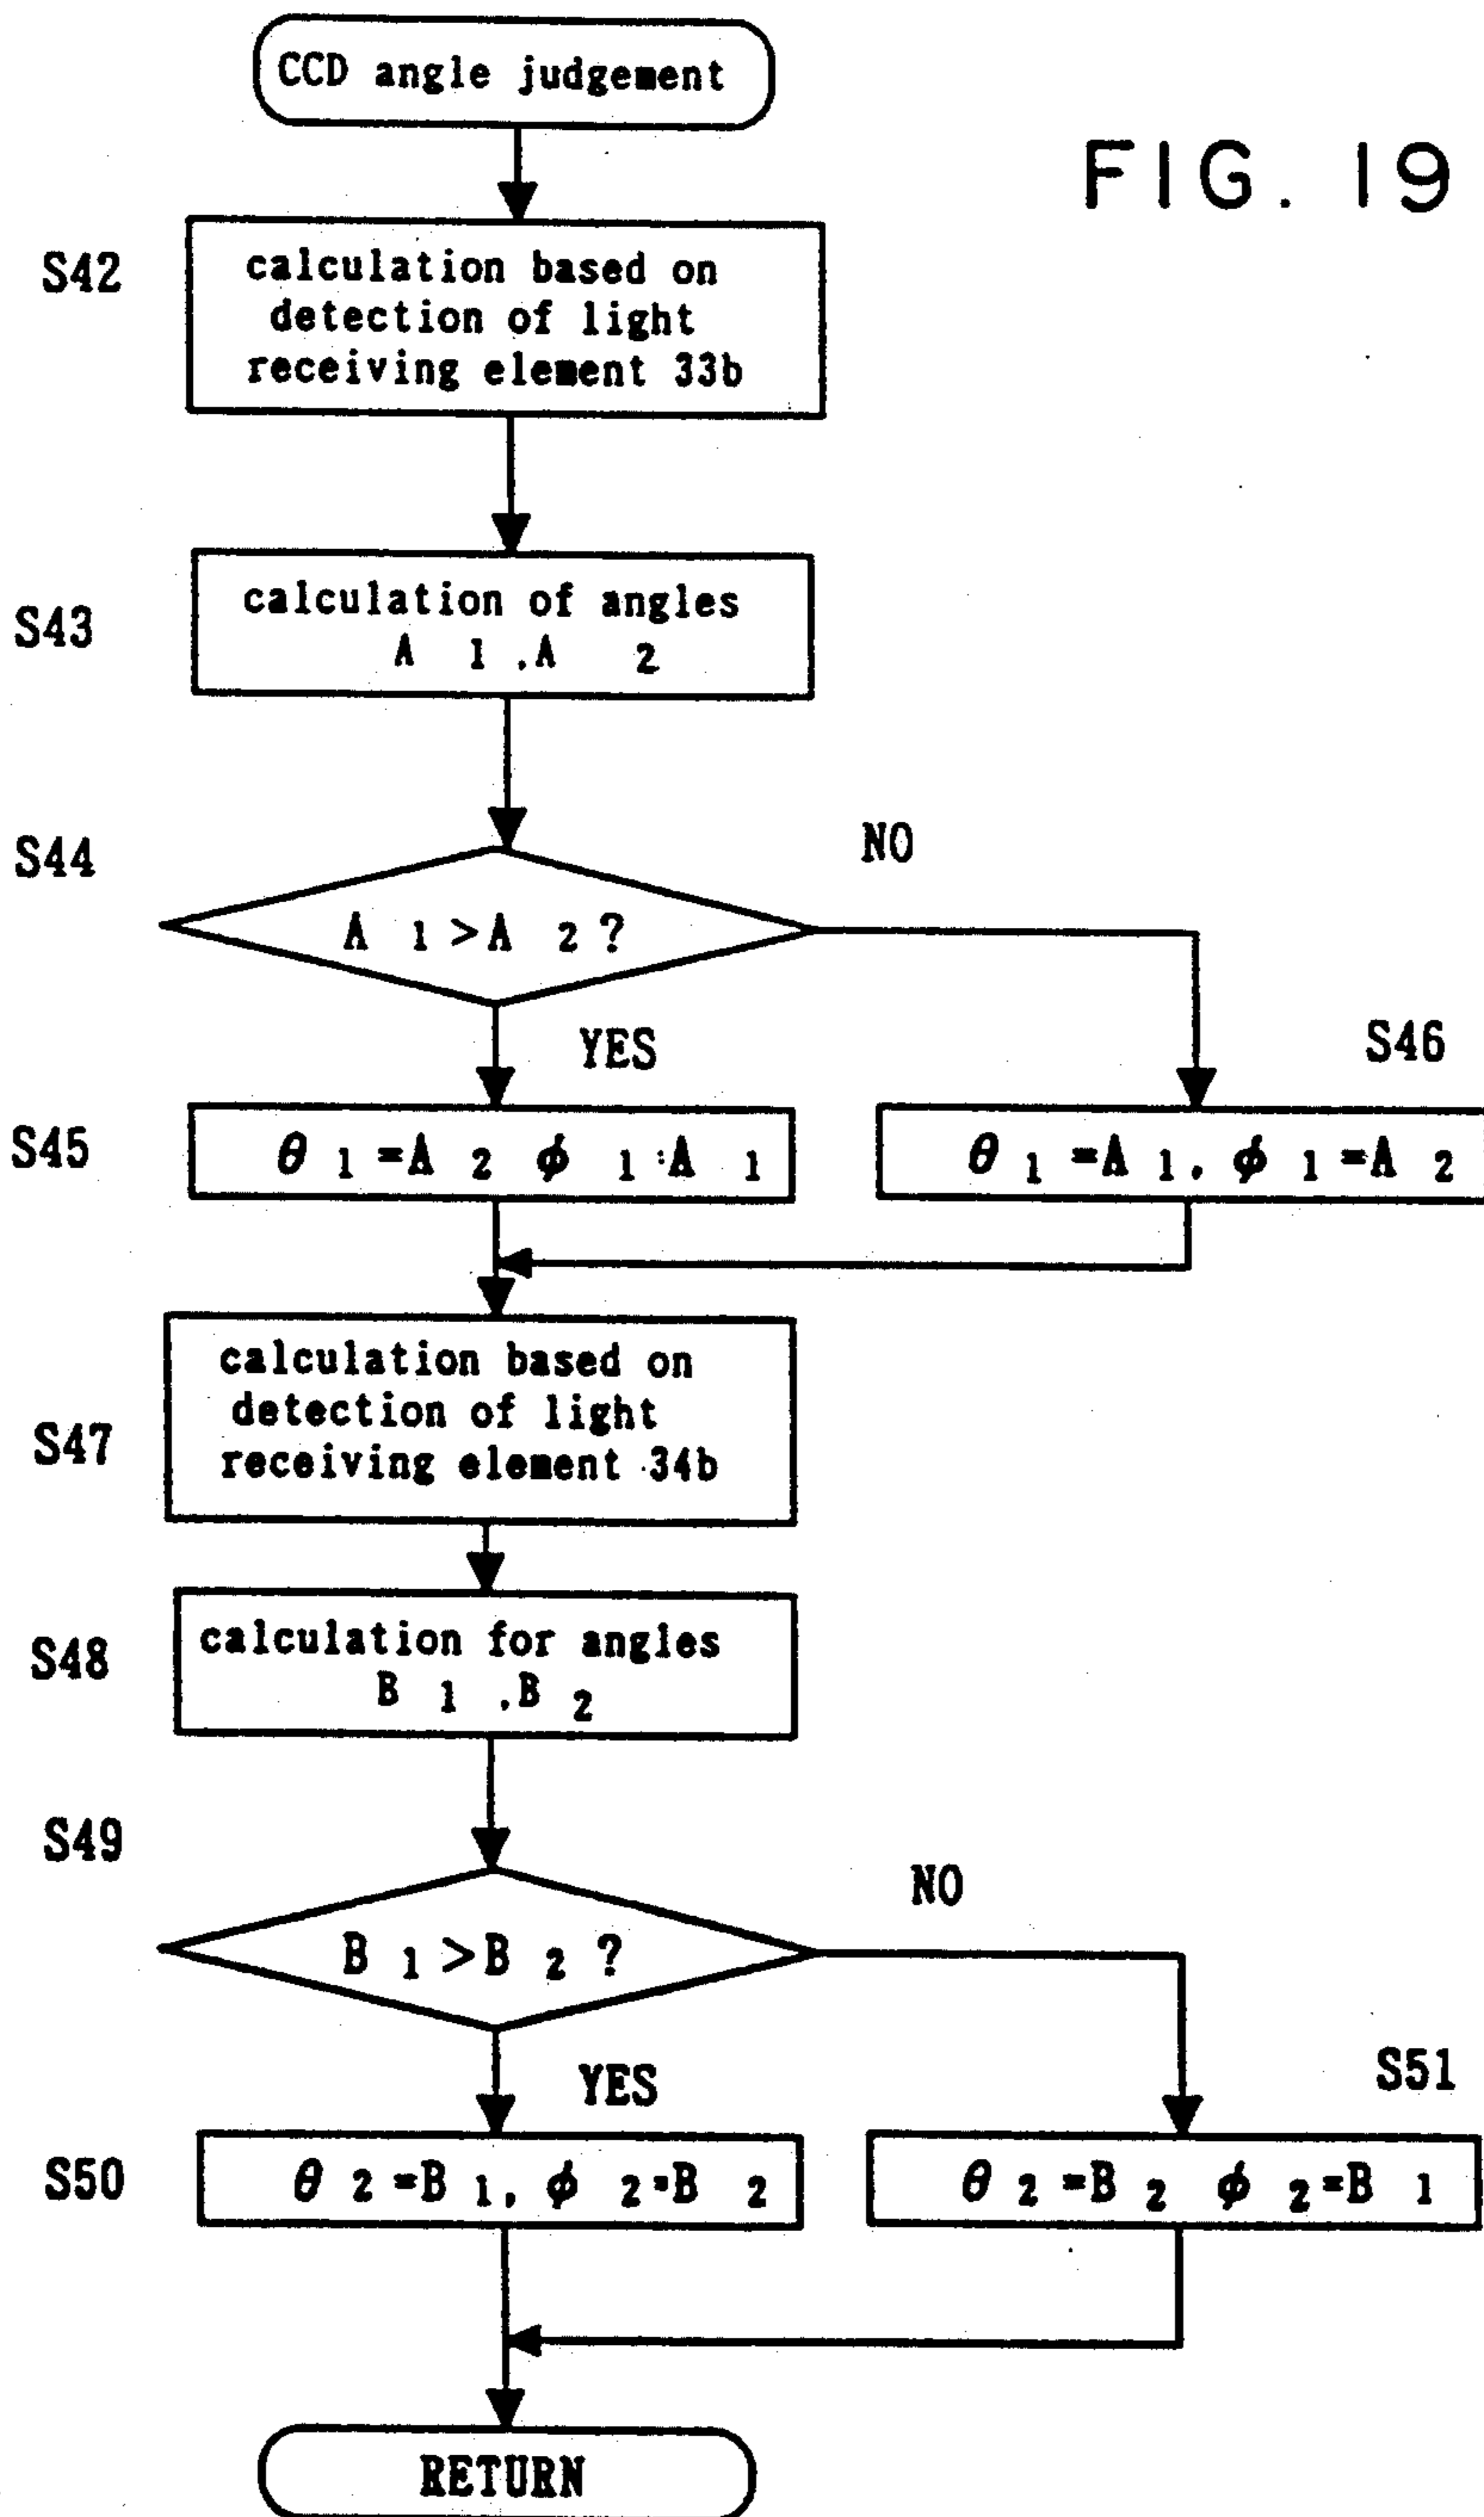 CCD angle judgement
FIG. 19
S42
calculation based on
detection of light
receiving element 33b
S43
calculation of angles
A 1 .A 2
S44
NO
A 1 > A 2 ?
YES
S46
S45
θ 1 = A 2 ϕ 1 : A 1
θ 1 = A 1, ϕ 1 = A 2
calculation based on
detection of light
receiving element 34b
S47
S48
calculation for angles
B 1 .B 2
S49
NO
B 1 > B 2 ?
YES
S51
S50
θ 2 = B 1, ϕ 2 = B 2
θ 2 = B 2 ϕ 2 = B 1
RETURN